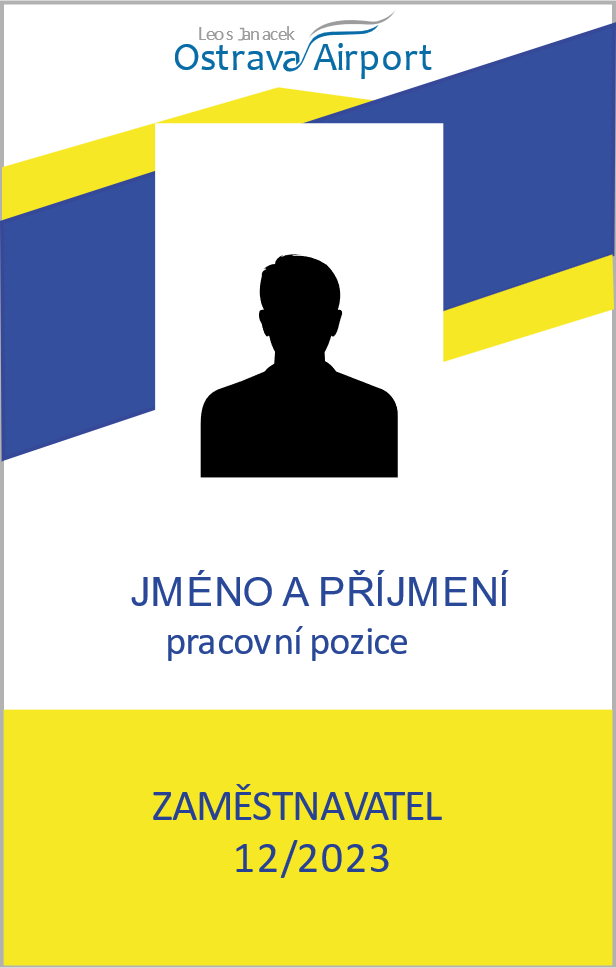 Leos Janacek
Ostrava Airport
JMÉNO A PŘÍJMENÍ
pracovní pozice
ZAMĚSTNAVATEL
12/2023